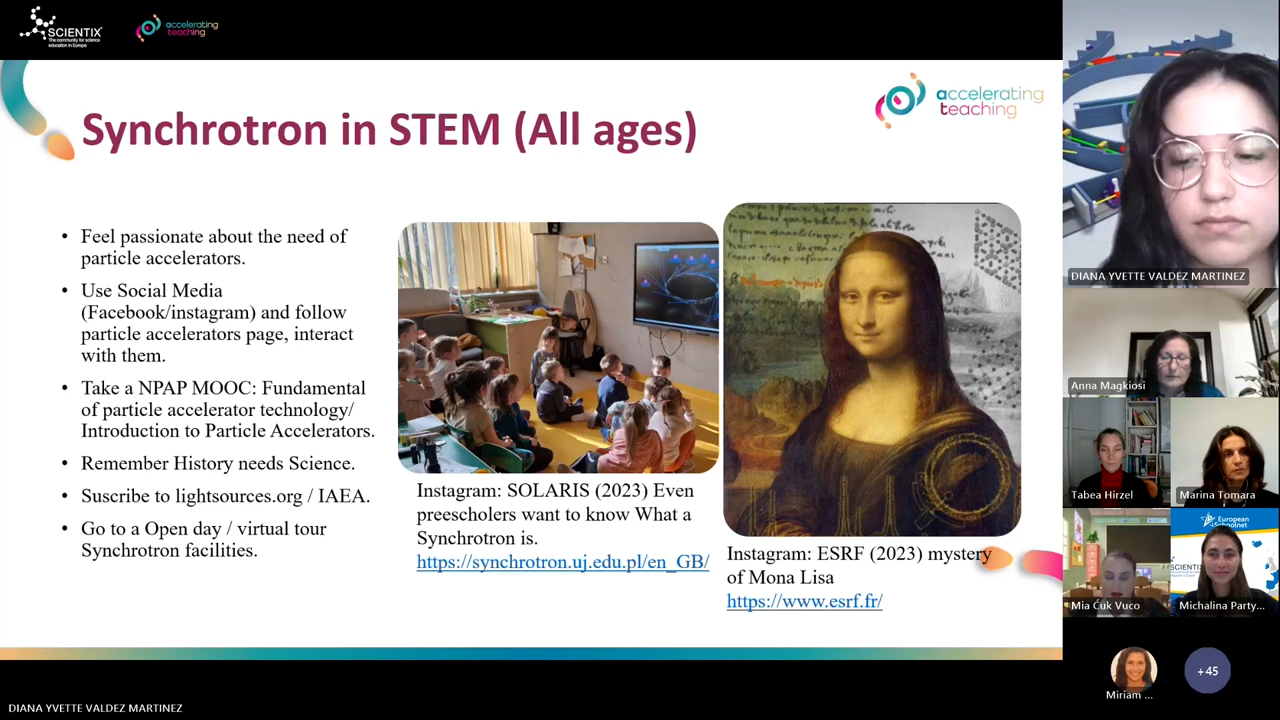 SCIENTIX
The community for science
education in Europe
accelerating
teaching
Synchrotron in STEM (All ages)
accelerating
teaching
• Feel passionate about the need of
particle accelerators.
• Use Social Media
(Facebook/instagram) and follow
particle accelerators page, interact
with them.
• Take a NPAP MOOC: Fundamental
of particle accelerator technology/
Introduction to Particle Accelerators.
• Remember History needs Science.
• Suscribe to lightsources.org / IAEA.
• Go to a Open day / virtual tour
Synchrotron facilities.
Instagram: SOLARIS (2023) Even
preescholers want to know What a
Synchrotron is.
https://synchrotron.uj.edu.pl/en_GB/
Instagram: ESRF (2023) mystery
of Mona Lisa
https://www.esrf.fr/
DIANA YVETTE VALDEZ MARTINEZ
Anna Magkiosi
Tabea Hirzel
Marina Tomara
European
Schoolnet
SCIENTIX
Mia Ćuk Vuco
Michalina Party...
Miriam ...
+45
DIANA YVETTE VALDEZ MARTINEZ